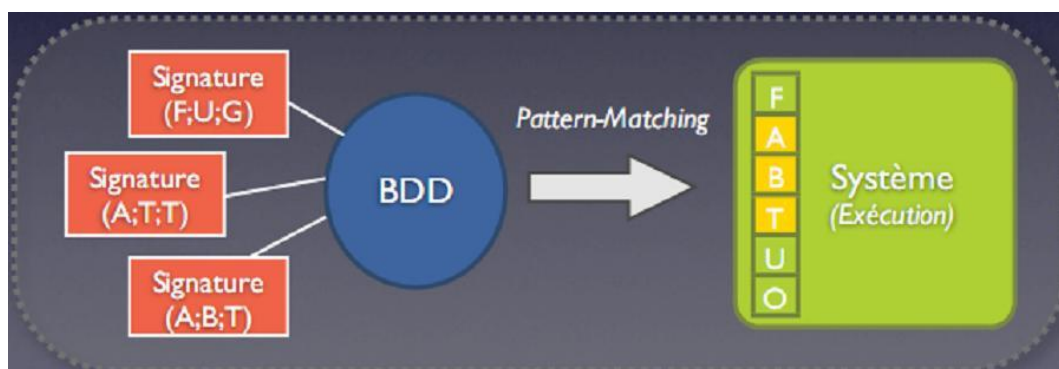 Signature
(F;U;G)
Signature
(A;T;T)
Signature
(A;B;T)
BDD
Pattern-Matching
F
A
B
T
U
O
Système
(Exécution)